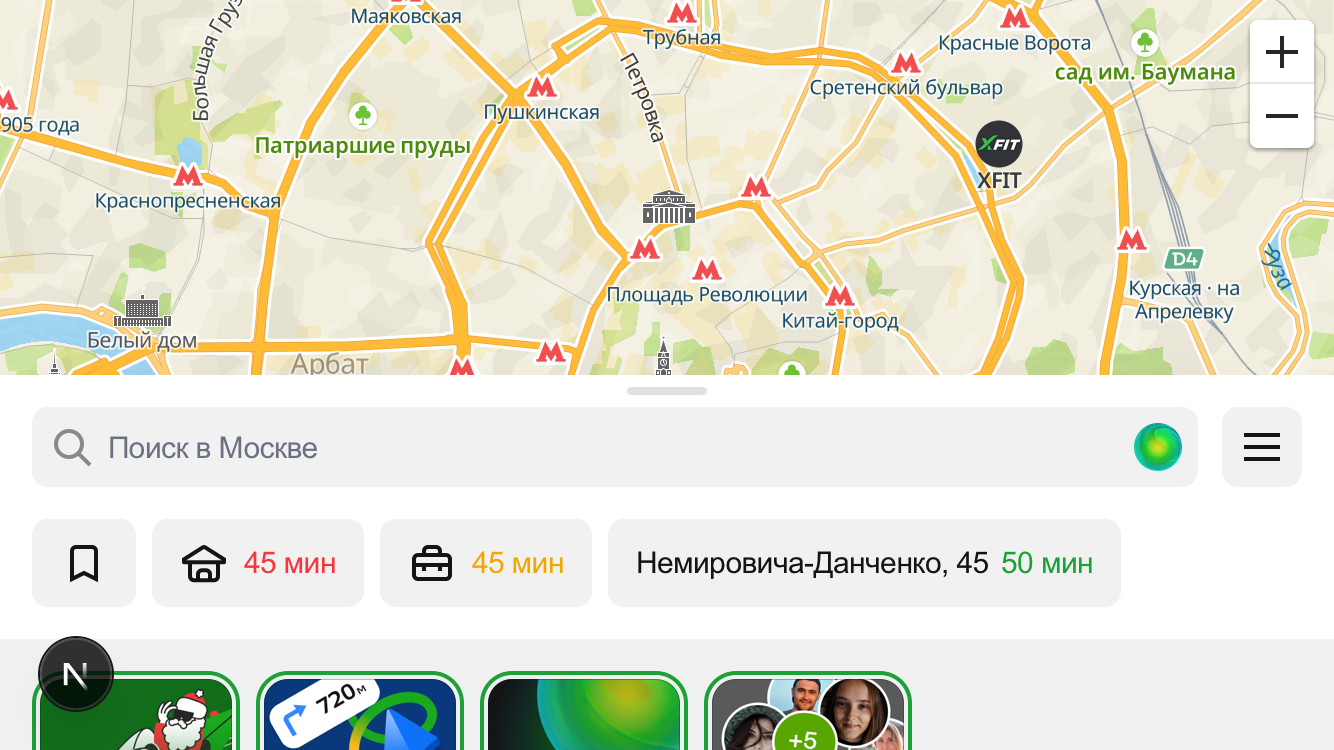 Маяковская
Большая Груз
Трубная
Красные Ворота
сад им. Баумана
Сретенский бульвар
Петровка
Пушкинская
905 года
Патриаршие пруды
XFIT
XFIT
Краснопресненская
D4
Яуза
Площадь Революции
Курская · на
Апрелевку
Китай-город
Белый дом
Арбат
Поиск в Москве
45 мин
45 мин
Немировича-Данченко, 45 50 мин
N
720м
+5